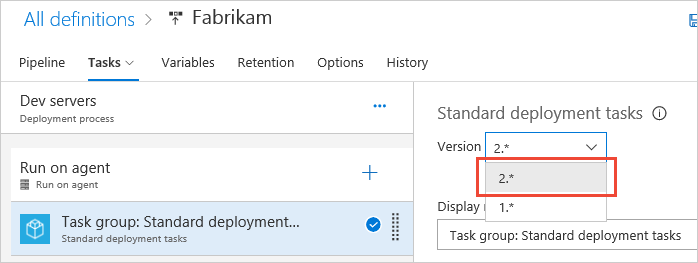 All definitions > Fabrikam
Pipeline Tasks Variables Retention Options History
Dev servers
Deployment process
...
Run on agent
Run on agent
Task group: Standard deployment...
Standard deployment tasks
Standard deployment tasks
Version 2.*
2.*
1.*
Display
Task group: Standard deployment tasks